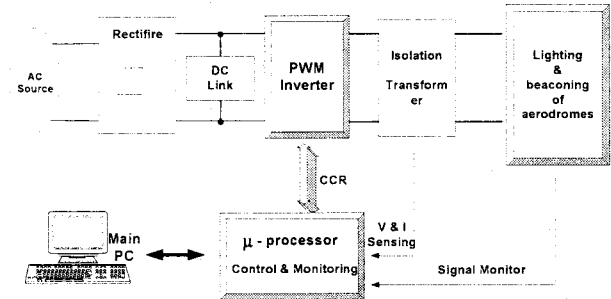 Rectifire
AC
Source
DC
Link
PWM
Inverter
Isolation
Transform
er
Lighting
&
beaconing
of
aerodromes
CCR
V & I
Sensing
Main
PC
μ - processor
Control & Monitoring
Signal Monitor